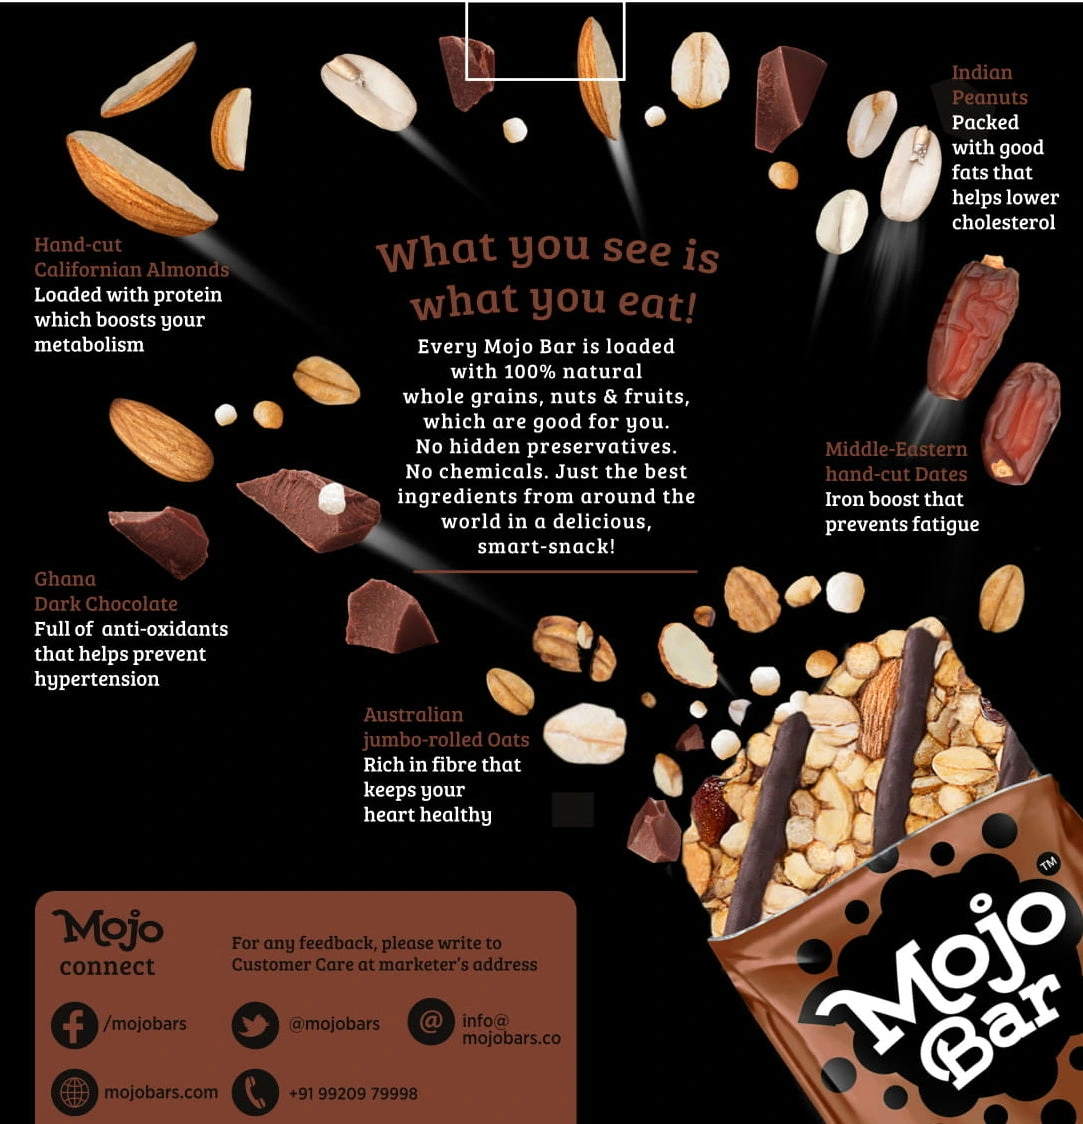 Indian
Peanuts
Packed
with good
fats that
helps lower
cholesterol
Hand-cut
Californian Almonds
Loaded with protein
which boosts your
metabolism
What you see is
what you eat!
Every Mojo Bar is loaded
with 100% natural
whole grains, nuts & fruits,
which are good for you.
No hidden preservatives.
No chemicals. Just the best
ingredients from around the
world in a delicious,
smart-snack!
Middle-Eastern
hand-cut Dates
Iron boost that
prevents fatigue
Ghana
Dark Chocolate
Full of anti-oxidants
that helps prevent
hypertension
Australian
jumbo-rolled Oats
Rich in fibre that
keeps your
heart healthy
Mojo
connect
For any feedback, please write to
Customer Care at marketer's address
/mojobars
@mojobars
@
info@
mojobars.co
mojobars.com
+91 99209 79998
TM
Mojo
Bar